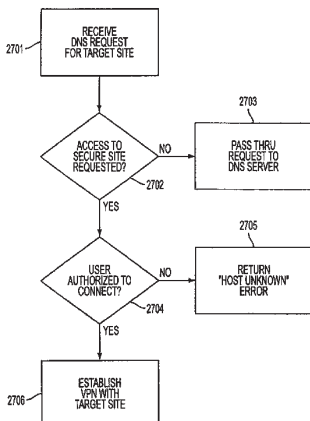 RECEIVE
DNS REQUEST
FOR TARGET SITE
2701
ACCESS TO
SECURE SITE
REQUESTED?
2702
NO
2703
PASS THRU
REQUEST TO
DNS SERVER
YES
USER
AUTHORIZED TO
CONNECT?
2704
NO
2705
RETURN
"HOST UNKNOWN"
ERROR
YES
2706
ESTABLISH
VPN WITH
TARGET SITE